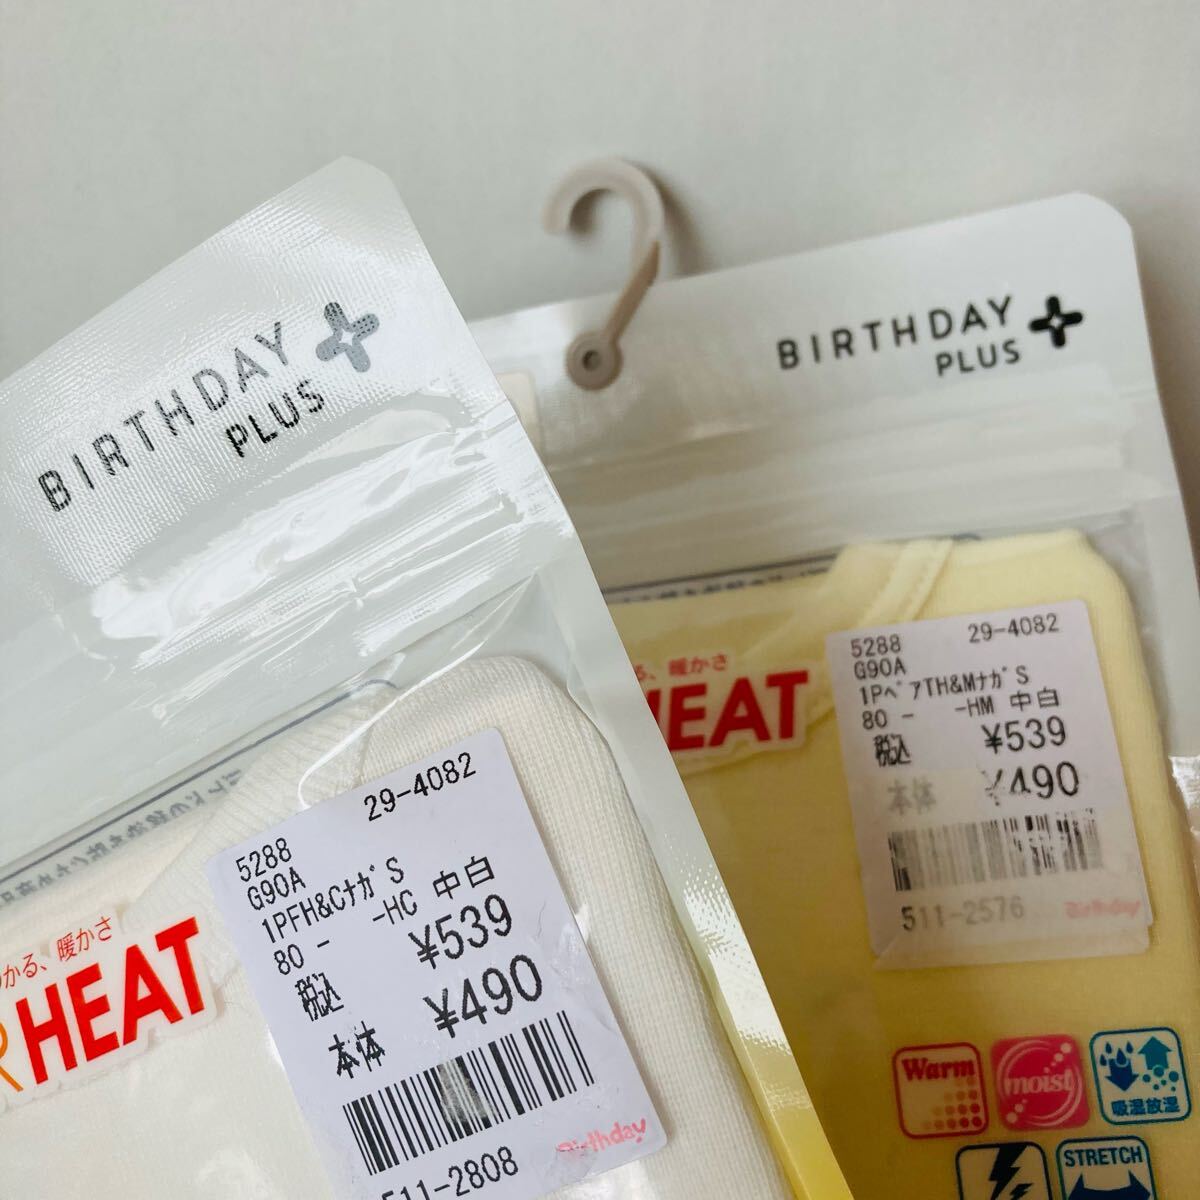 BIRTHDAY
PLUS
かる、暖かさ
HEAT
29-4082
5288
G90A
1PFH&Cナガ S
80 - -HC 中白
税込 ¥539
本体 ¥490
511-2808
Birthday
BIRTHDAY
PLUS
、暖かさ
HEAT
5288 29-4082
G90A
1Pベア TH&Mナガ S
80 - -HM 中白
税込 ¥539
本体 ¥490
511-2576
Birthday
Warm
moist
吸湿放湿
STRETCH